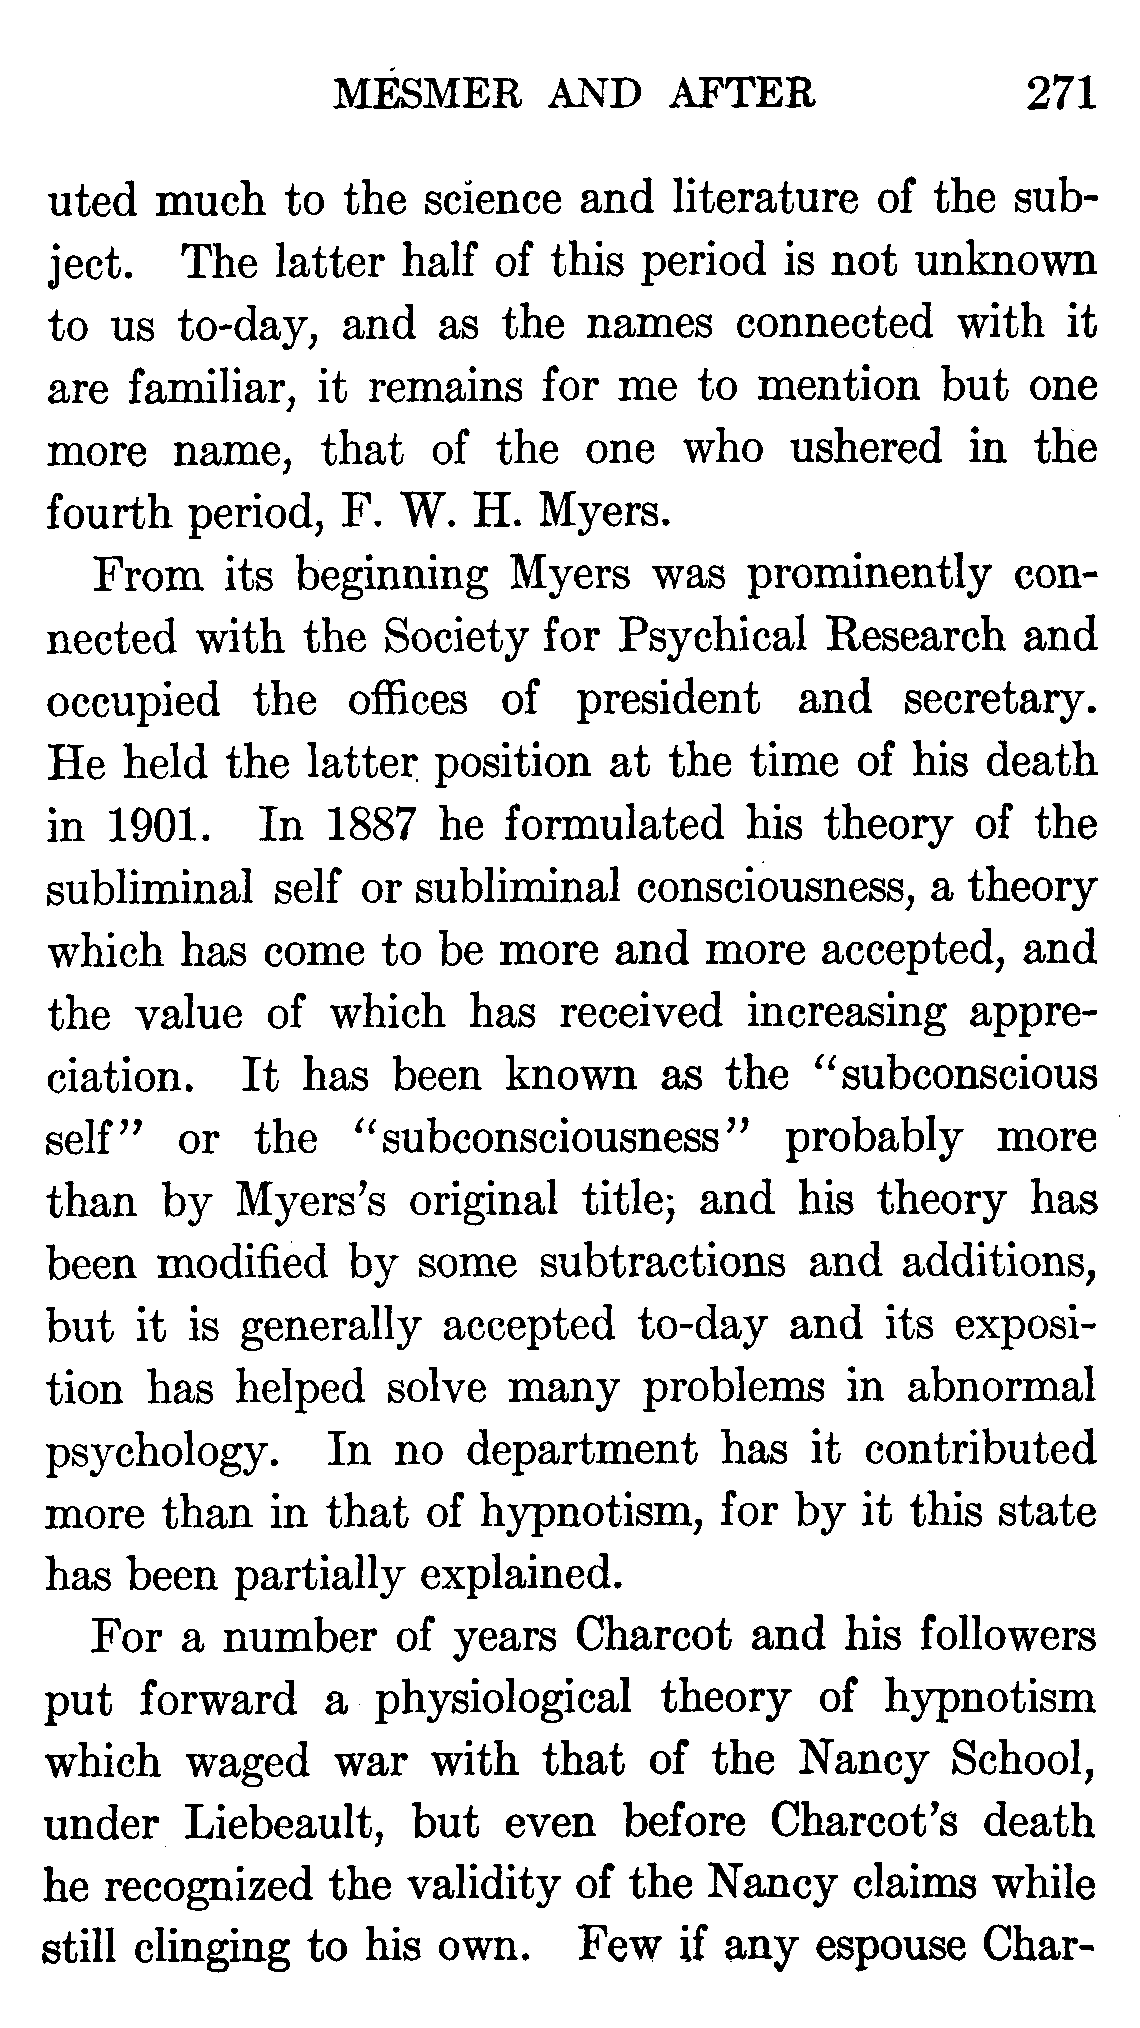 MESMER AND AFTER 271
uted much to the science and literature of the sub-
ject. The latter half of this period is not unknown
to us to-day, and as the names connected with it
are familiar, it remains for me to mention but one
more name, that of the one who ushered in the
fourth period, F. W. H. Myers.
From its beginning Myers was prominently con-
nected with the Society for Psychical Research and
occupied the offices of president and secretary.
He held the latter position at the time of his death
in 1901. In 1887 he formulated his theory of the
subliminal self or subliminal consciousness, a theory
which has come to be more and more accepted, and
the value of which has received increasing appre-
ciation. It has been known as the “subconscious
self” or the “subconsciousness” probably more
than by Myers's original title; and his theory has
been modified by some subtractions and additions,
but it is generally accepted to-day and its exposi-
tion has helped solve many problems in abnormal
psychology. In no department has it contributed
more than in that of hypnotism, for by it this state
has been partially explained.
For a number of years Charcot and his followers
put forward a physiological theory of hypnotism
which waged war with that of the Nancy School,
under Liebeault, but even before Charcot's death
he recognized the validity of the Nancy claims while
still clinging to his own. Few if any espouse Char-